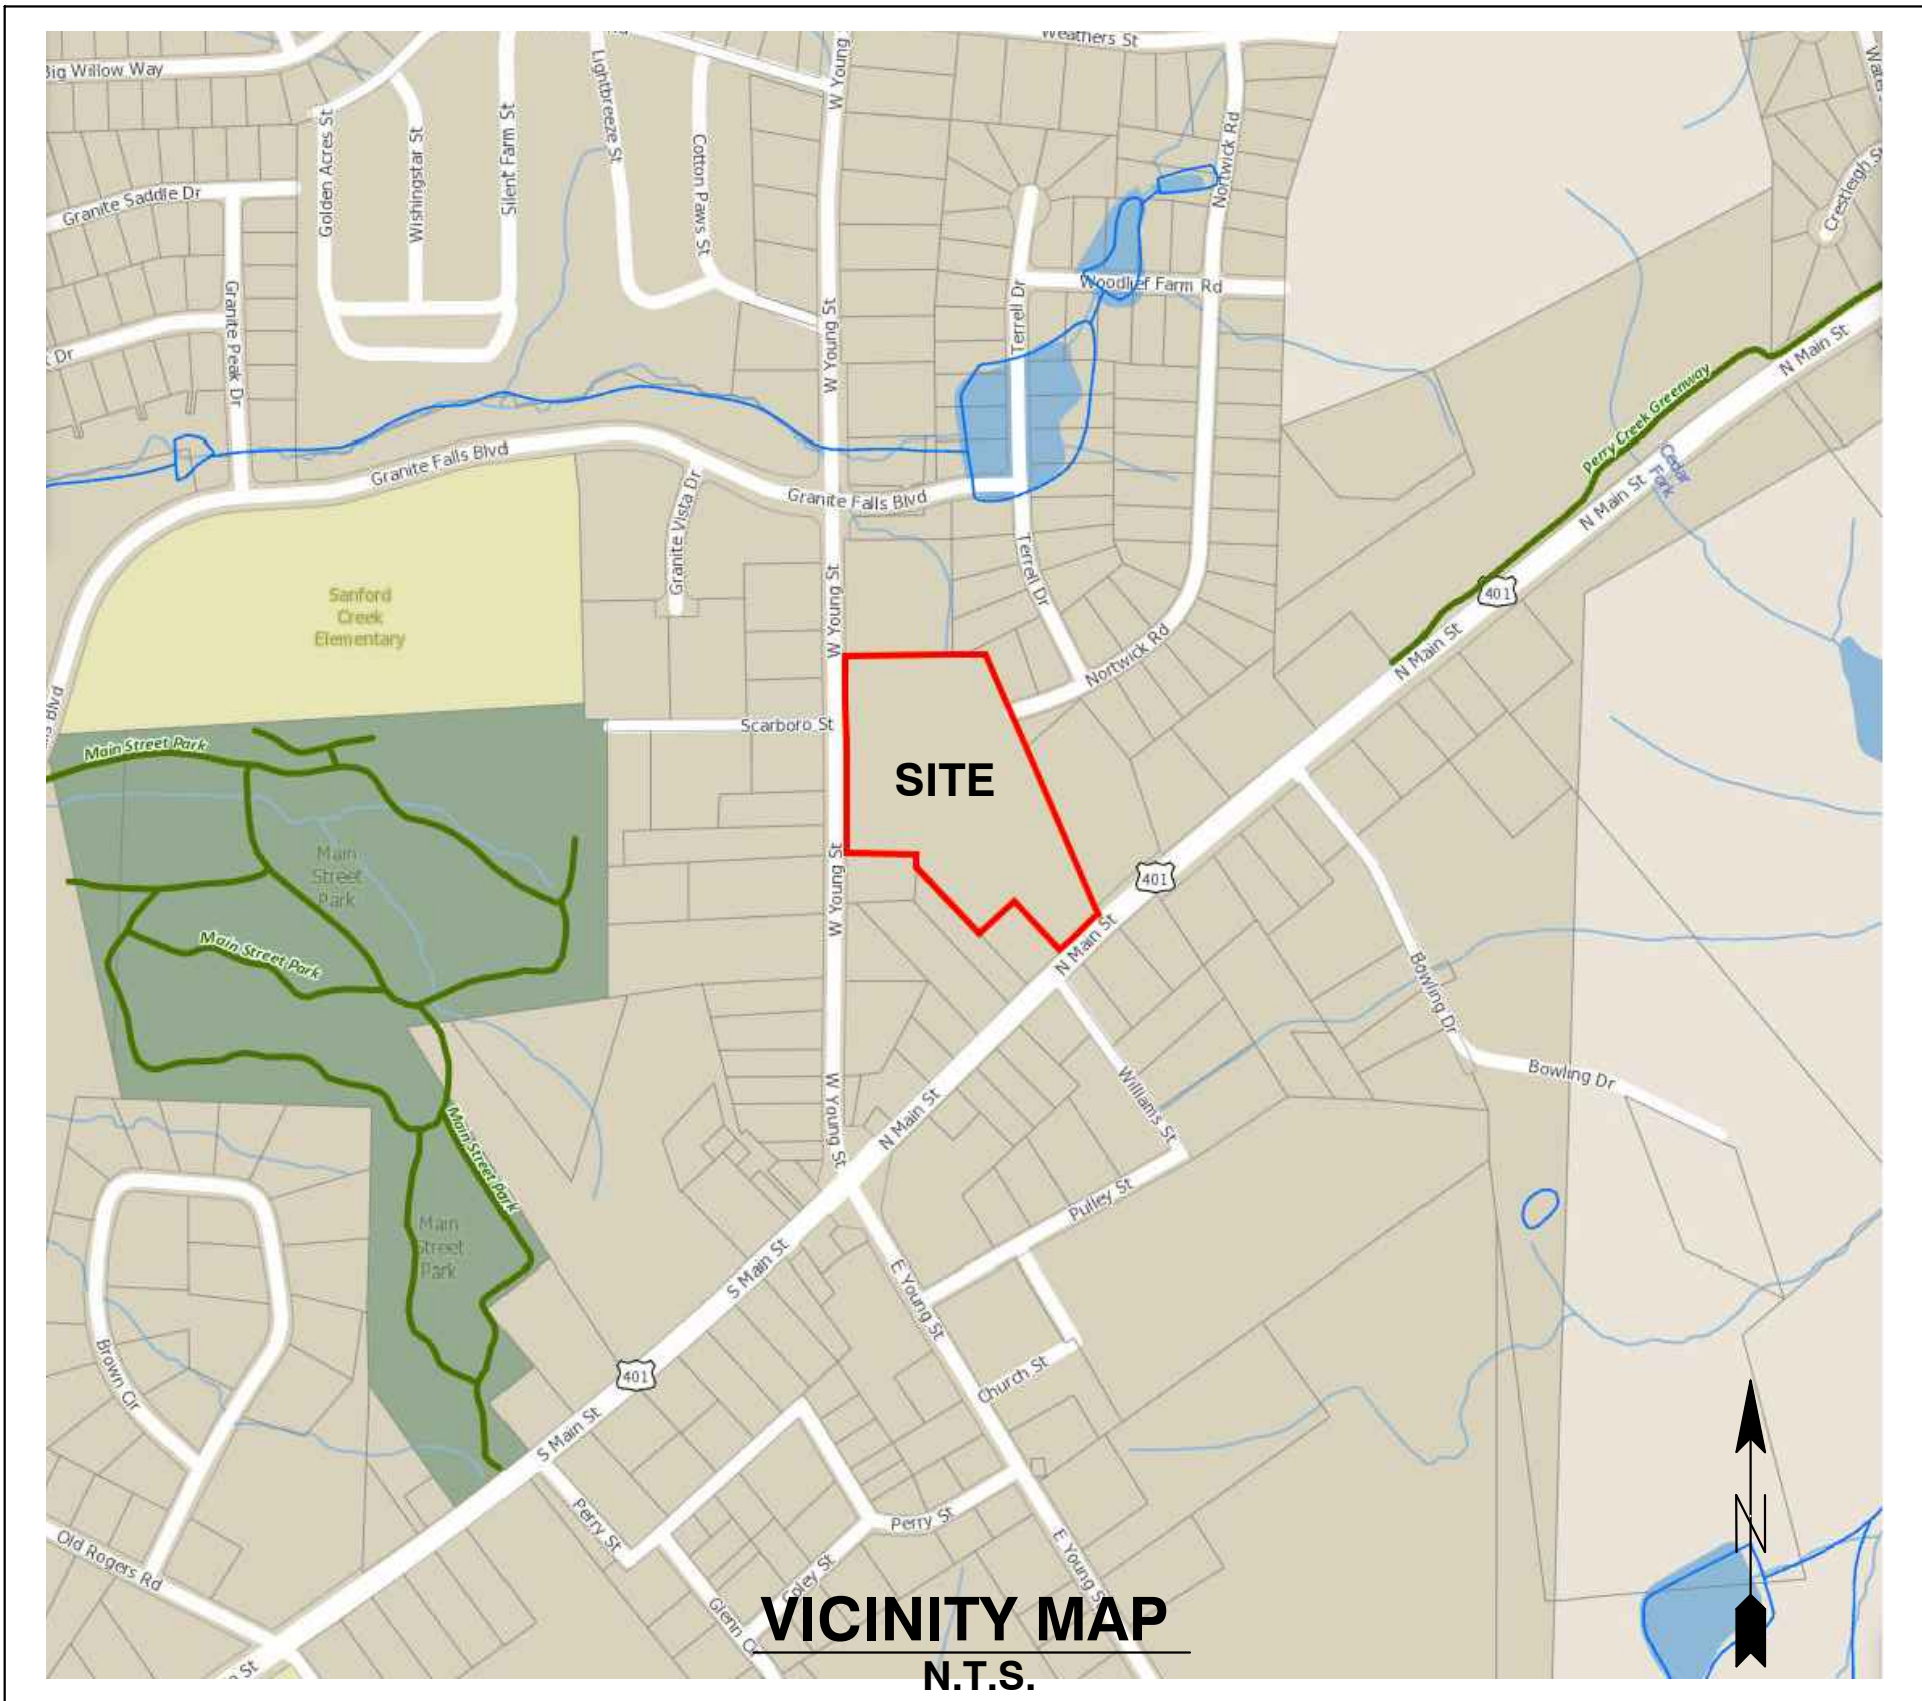 Weathers St
Big Willow Way
W Young
Lightbreeze St
Golden Acres St
Wishingstar St
Silent Farm St
Cotton Paws St
Nortwick Rd
Crestleigh St
Granite Saddle Dr
Granite Peak Dr
t Dr
W Young St
Terrell Dr
Woodlief Farm Rd
N Main St
Perry Creek Greenway
Cedar
Fork
N Main St
Granite Falls Blvd
Granite Falls Blvd
Granite Vista Dr
W Young St
Terrell Dr
Sanford
Creek
Elementary
401
N Main St
Nortwick Rd
s Blvd
Scarboro St
Main Street Park
SITE
Main
Street
Park
W Young St
401
N Main St
Main Street Park
Bowling Dr
Bowling Dr
Williams St
W Young St
N Main St
Main Street Park
Pulley St
Main
Street
Park
S Main St
E Young St
Brown Cir
401
Church St
S Main St
Perry St
Perry St
Old Rogers Rd
Coley St
E Young St
Glenn
N
VICINITY MAP
N.T.S.
n St